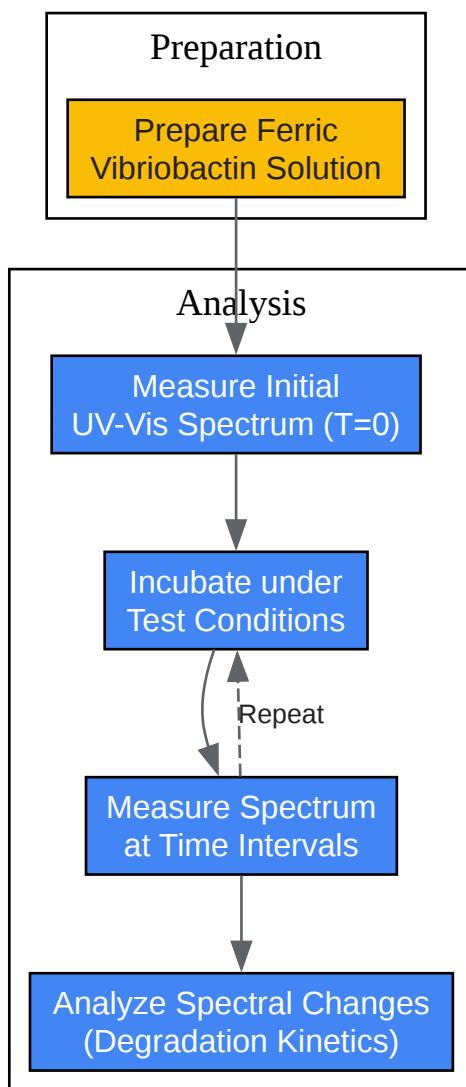 Preparation
Prepare Ferric
Vibriobactin Solution
Analysis
Measure Initial
UV-Vis Spectrum (T=0)
Incubate under
Test Conditions
Repeat
Measure Spectrum
at Time Intervals
Analyze Spectral Changes
(Degradation Kinetics)